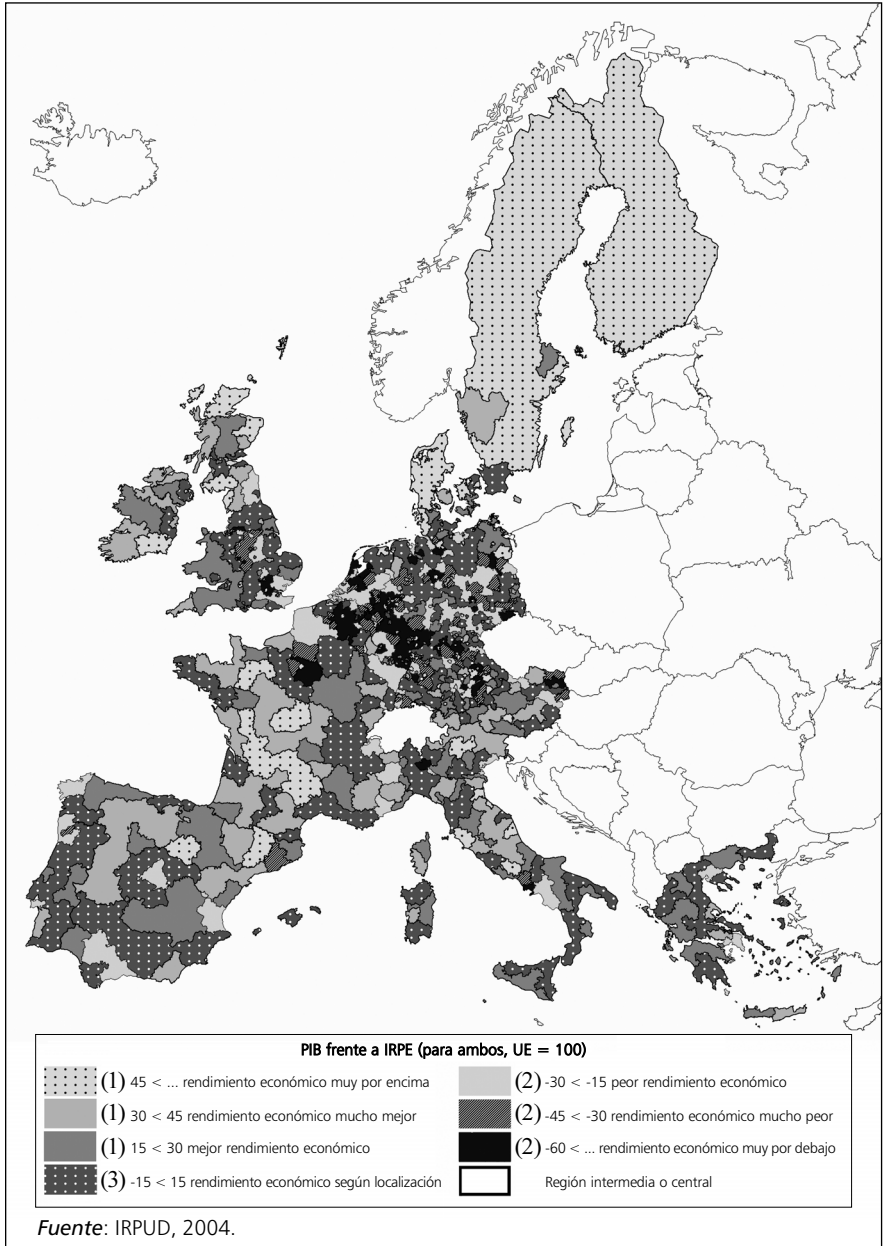 PIB frente a IRPE (para ambos, UE = 100)
(1) 45 < ... rendimiento económico muy por encima
(1) 30 < 45 rendimiento económico mucho mejor
(1) 15 < 30 mejor rendimiento económico
(3) -15 < 15 rendimiento económico según localización
(2) -30 < -15 peor rendimiento económico
(2) -45 < -30 rendimiento económico mucho peor
(2) -60 < ... rendimiento económico muy por debajo
Región intermedia o central
Fuente: IRPUD, 2004.